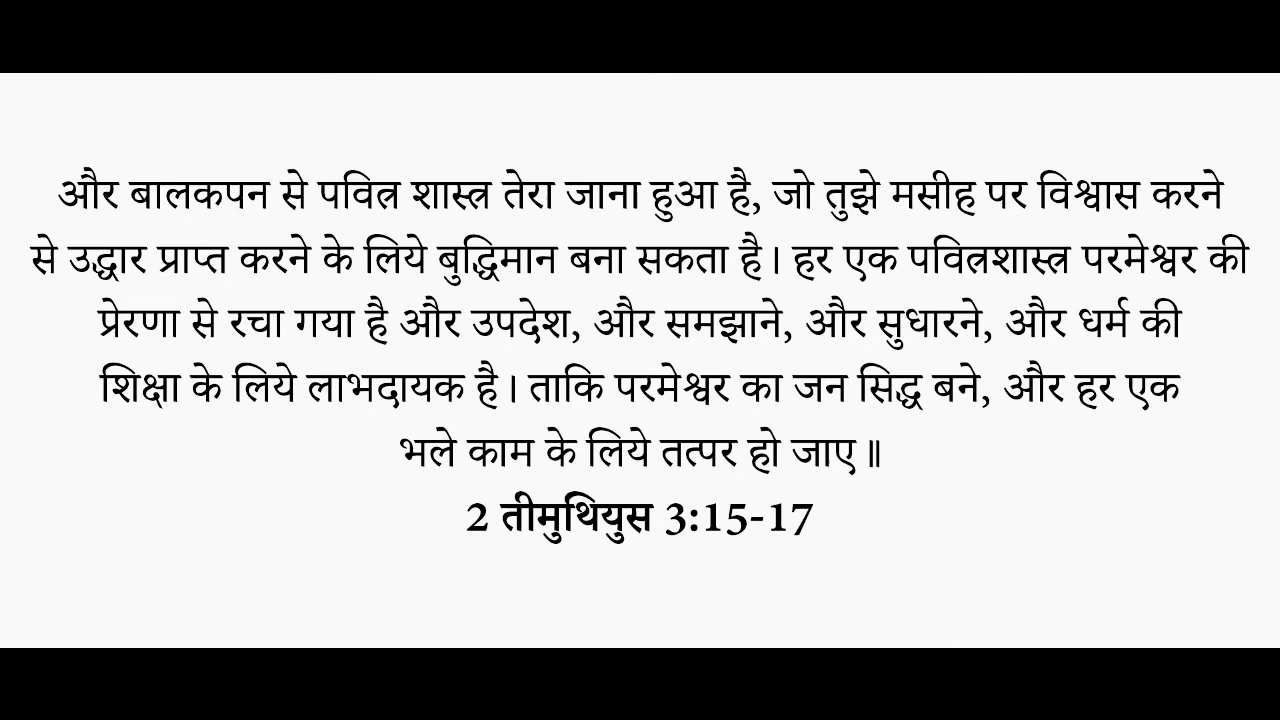 और बालकपन से पवित्र शास्त्र तेरा जाना हुआ है, जो तुझे मसीह पर विश्वास करने
से उद्धार प्राप्त करने के लिये बुद्धिमान बना सकता है। हर एक पवित्रशास्त्र परमेश्वर की
प्रेरणा से रचा गया है और उपदेश, और समझाने, और सुधारने, और धर्म की
शिक्षा के लिये लाभदायक है। ताकि परमेश्वर का जन सिद्ध बने, और हर एक
भले काम के लिये तत्पर हो जाए॥
2 तीमुथियुस 3:15-17